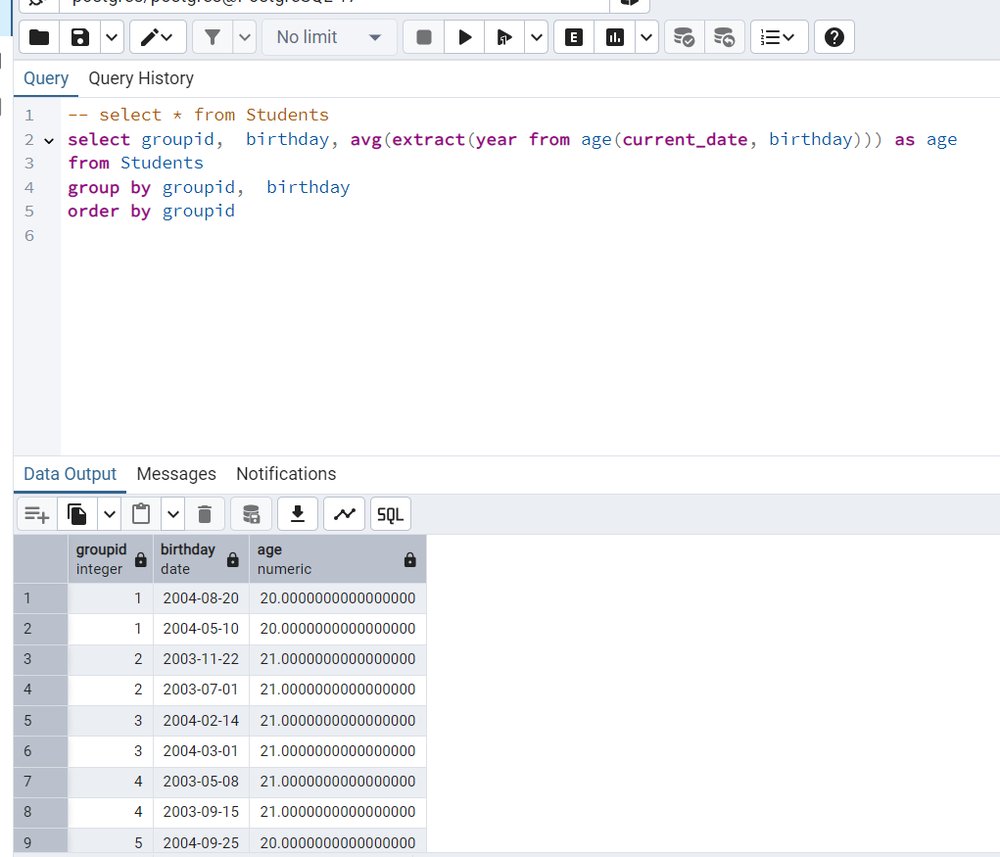 No limit
E
SQL
Query Query History
1 -- select * from Students
2 select groupid,  birthday, avg(extract(year from age(current_date, birthday))) as age
3 from Students
4 group by groupid,  birthday
5 order by groupid
6
Data Output Messages Notifications
groupid birthday age
integer date numeric
1 1 2004-08-20 20.0000000000000000
2 1 2004-05-10 20.0000000000000000
3 2 2003-11-22 21.0000000000000000
4 2 2003-07-01 21.0000000000000000
5 3 2004-02-14 21.0000000000000000
6 3 2004-03-01 21.0000000000000000
7 4 2003-05-08 21.0000000000000000
8 4 2003-09-15 21.0000000000000000
9 5 2004-09-25 20.0000000000000000